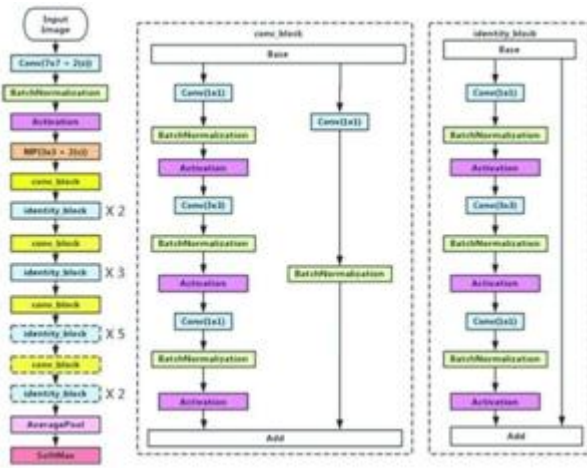 Input
Image
Conv(7x7 + 2(s))
BatchNormalization
Activation
MP(3x3 + 2(s))
conv_block
identity_block X 2
conv_block
identity_block X 3
conv_block
identity_block X 5
conv_block
identity_block X 2
AveragePool
SoftMax
conv_block
Base
Conv(1x1)
BatchNormalization
Activation
Conv(3x3)
BatchNormalization
Activation
Conv(1x1)
BatchNormalization
Activation
Conv(1x1)
BatchNormalization
Add
identity_block
Base
Conv(1x1)
BatchNormalization
Activation
Conv(3x3)
BatchNormalization
Activation
Conv(1x1)
BatchNormalization
Activation
Add